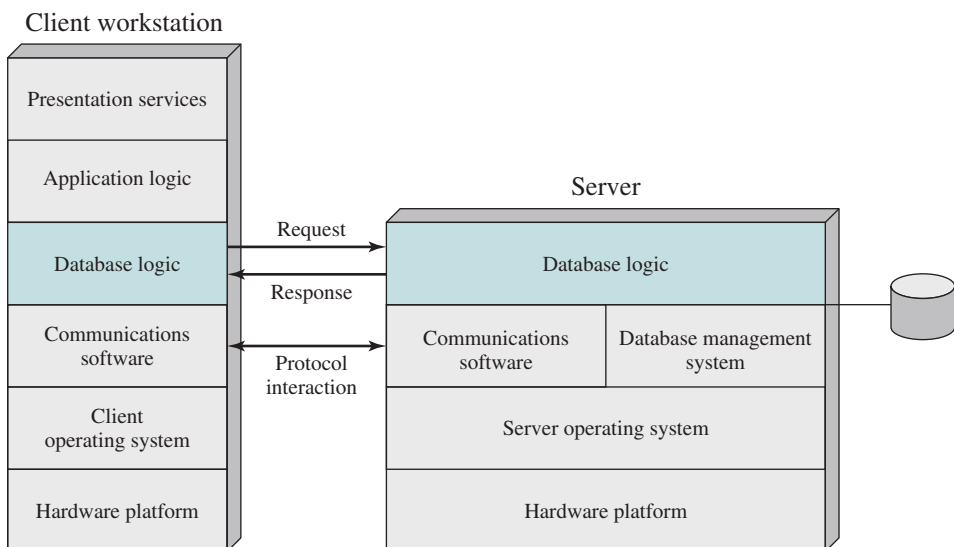 Client workstation
Presentation services
Application logic
Server
Request
Database logic
Database logic
Response
Communications
software
Protocol
interaction
Communications
software
Database management
system
Client
operating system
Server operating system
Hardware platform
Hardware platform